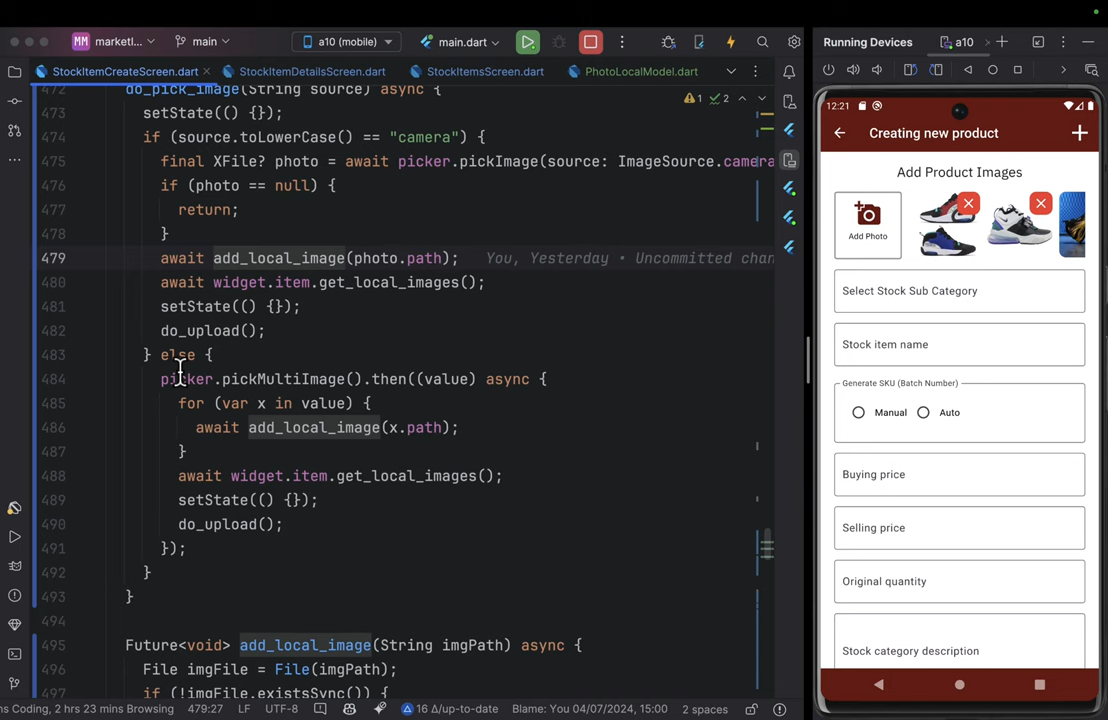 MM marketl...
main
a10 (mobile)
main.dart
Running Devices
a10
StockItemCreateScreen.dart
StockItemDetailsScreen.dart
StockItemsScreen.dart
PhotoLocalModel.dart
472 do_pick_image(String source) async {
1 2
473 setState(() {});
474 if (source.toLowerCase() == "camera") {
475 final XFile? photo = await picker.pickImage(source: ImageSource.camera
476 if (photo == null) {
477 return;
478 }
479 await add_local_image(photo.path); You, Yesterday • Uncommitted chan
480 await widget.item.get_local_images();
481 setState(() {});
482 do_upload();
483 } else {
484 picker.pickMultiImage().then((value) async {
485 for (var x in value) {
486 await add_local_image(x.path);
487 }
488 await widget.item.get_local_images();
489 setState(() {});
490 do_upload();
491 });
492 }
493 }
494
495 Future<void> add_local_image(String imgPath) async {
496 File imgFile = File(imgPath);
497 if (!imgFile.existsSync()) {
ns Coding, 2 hrs 23 mins Browsing 479:27 LF UTF-8 16 Δ/up-to-date Blame: You 04/07/2024, 15:00 2 spaces
12:21
Creating new product
Add Product Images
Add Photo
Select Stock Sub Category
Stock item name
Generate SKU (Batch Number)
Manual Auto
Buying price
Selling price
Original quantity
Stock category description